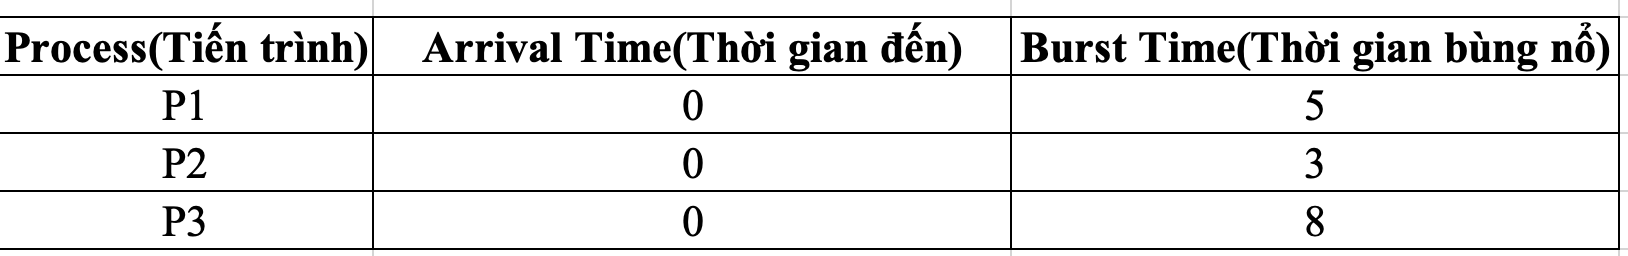 Process(Tiến trình) Arrival Time(Thời gian đến) Burst Time(Thời gian bùng nổ)
P1 0 5
P2 0 3
P3 0 8